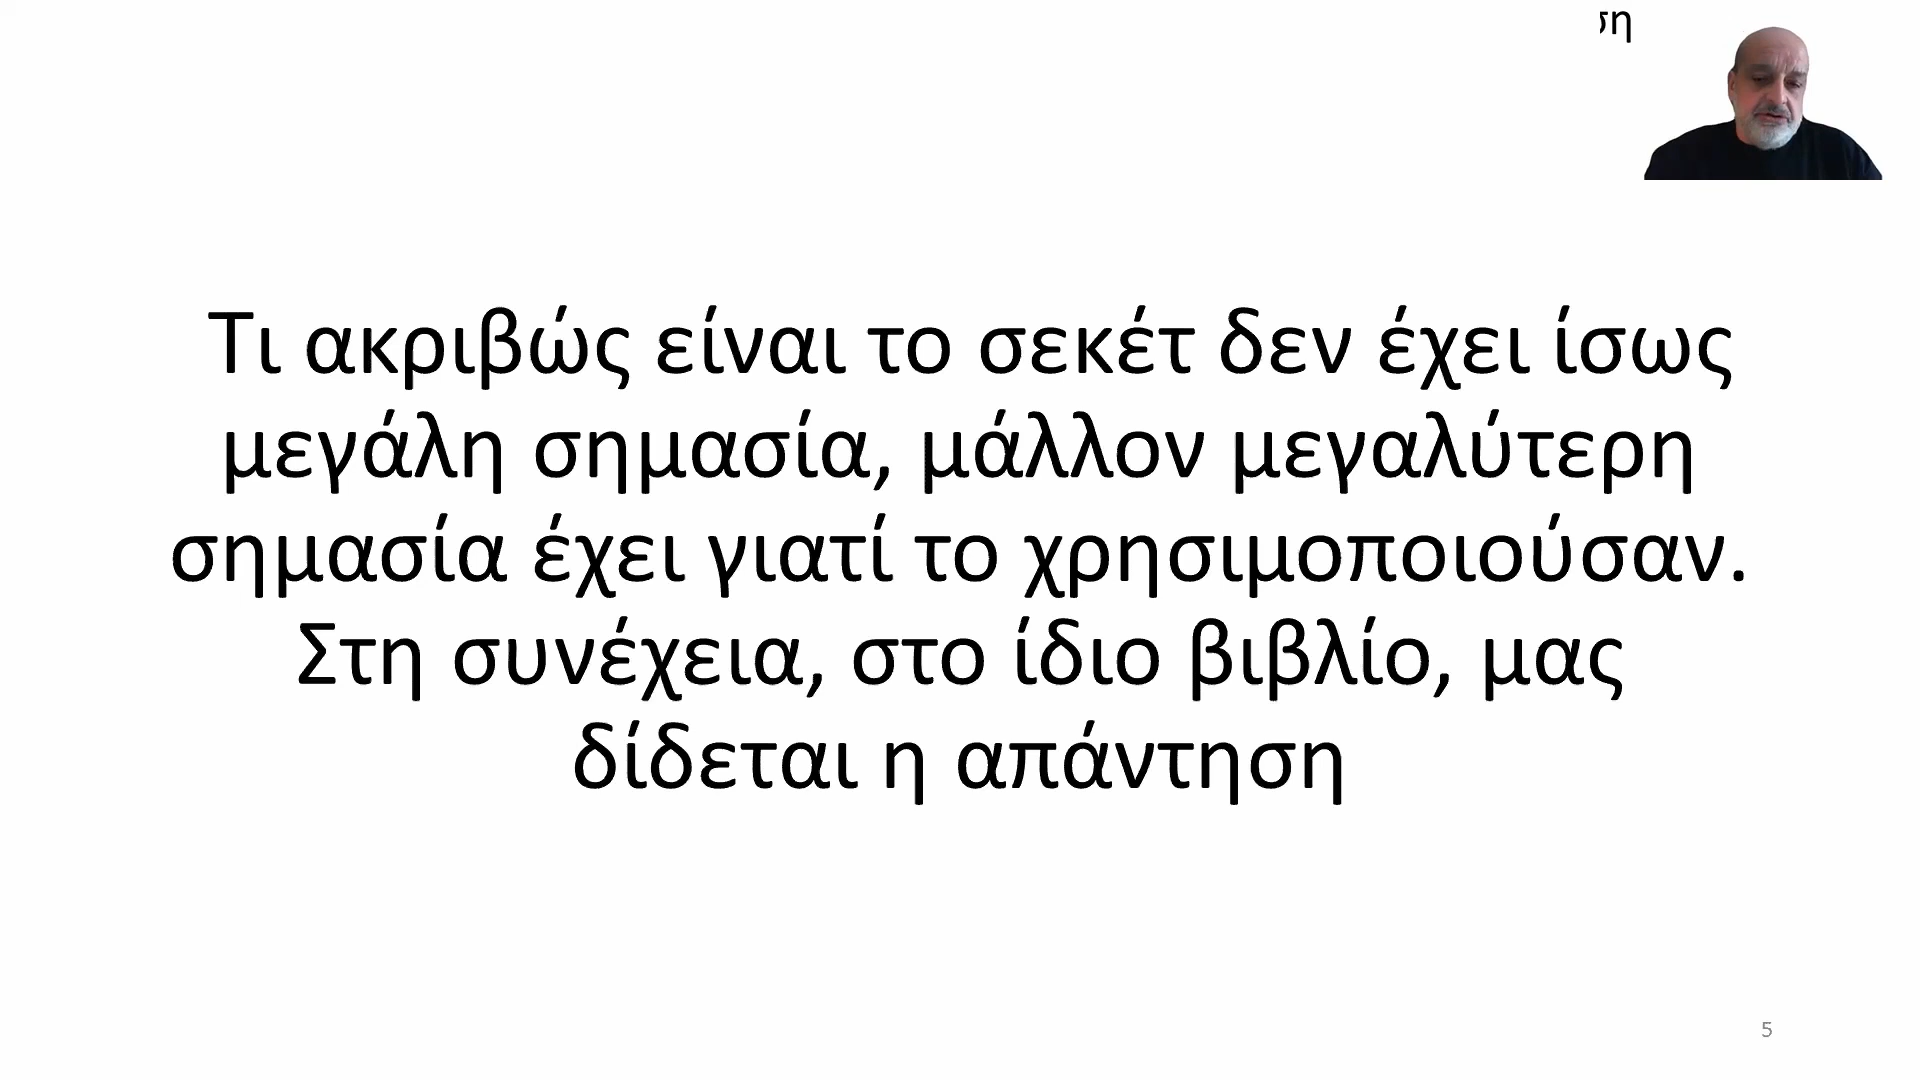 Τι ακριβώς είναι το σεκέτ δεν έχει ίσως
μεγάλη σημασία, μάλλον μεγαλύτερη
σημασία έχει γιατί το χρησιμοποιούσαν.
Στη συνέχεια, στο ίδιο βιβλίο, μας
δίδεται η απάντηση
5